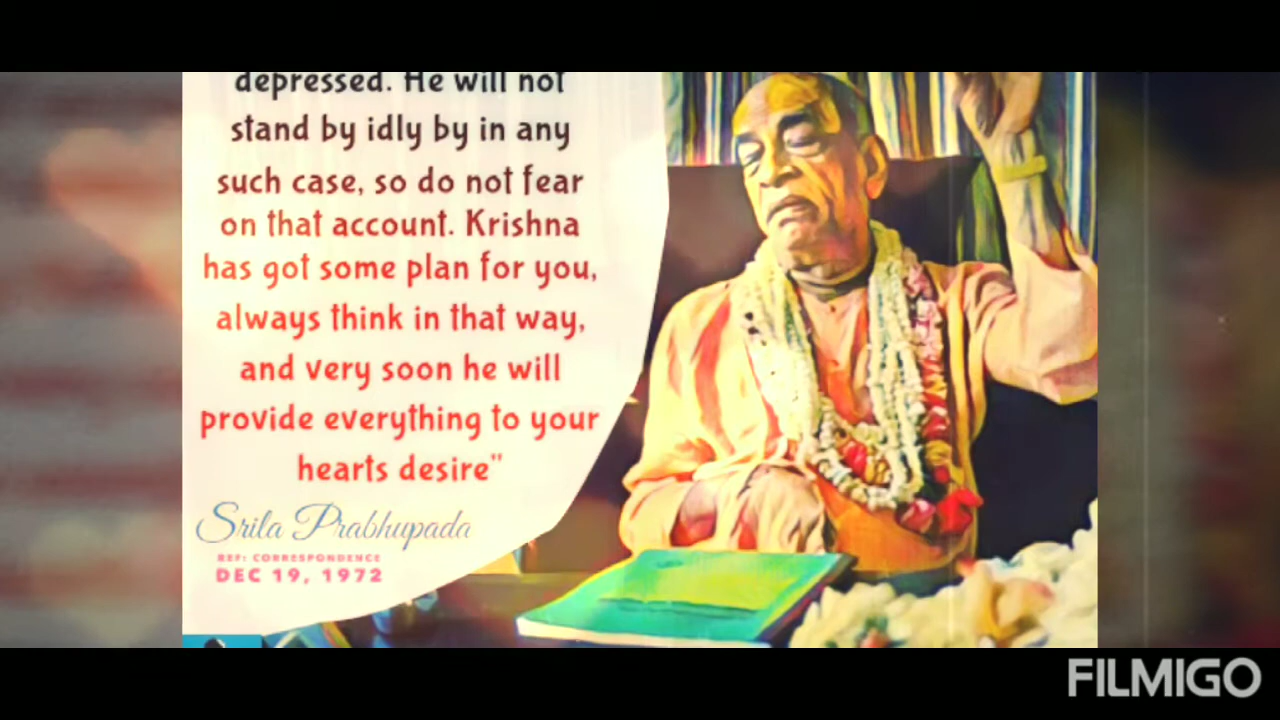 depressed. He will not
stand by idly by in any
such case, so do not fear
on that account. Krishna
has got some plan for you,
always think in that way,
and very soon he will
provide everything to your
hearts desire"
Srila Prabhupada
REF: CORRESPONDENCE
DEC 19, 1972
FILMIGO